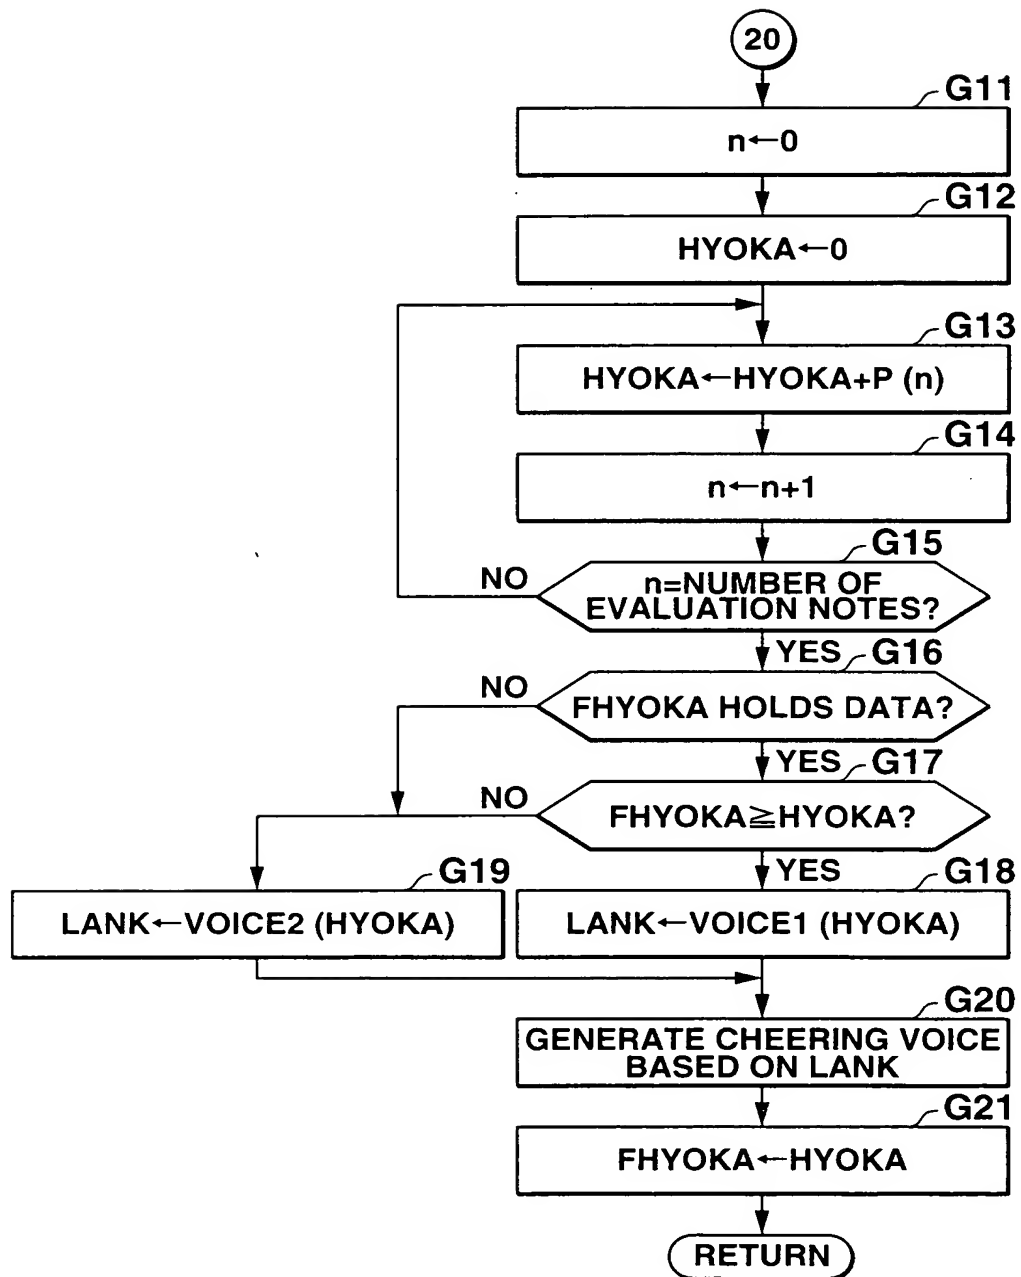 20
G11
n←0
G12
HYOKA←0
G13
HYOKA←HYOKA+P (n)
G14
n←n+1
G15
NO
n=NUMBER OF
EVALUATION NOTES?
YES
G16
NO
FHYOKA HOLDS DATA?
YES
G17
NO
FHYOKA≧HYOKA?
YES
G19
LANK←VOICE2 (HYOKA)
G18
LANK←VOICE1 (HYOKA)
G20
GENERATE CHEERING VOICE
BASED ON LANK
G21
FHYOKA←HYOKA
RETURN